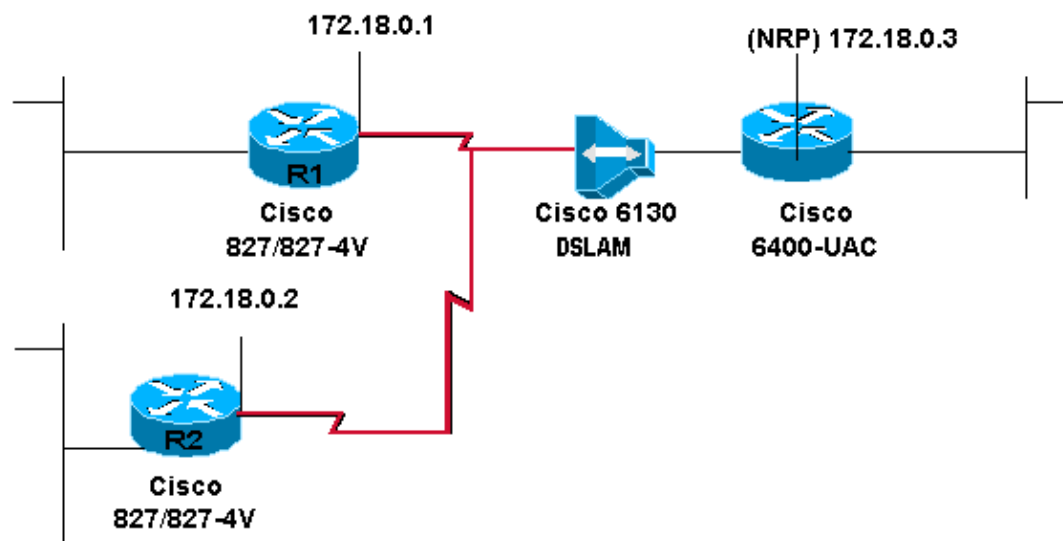 172.18.0.1
(NRP) 172.18.0.3
R1
Cisco
827/827-4V
Cisco 6130
DSLAM
Cisco
6400-UAC
172.18.0.2
R2
Cisco
827/827-4V